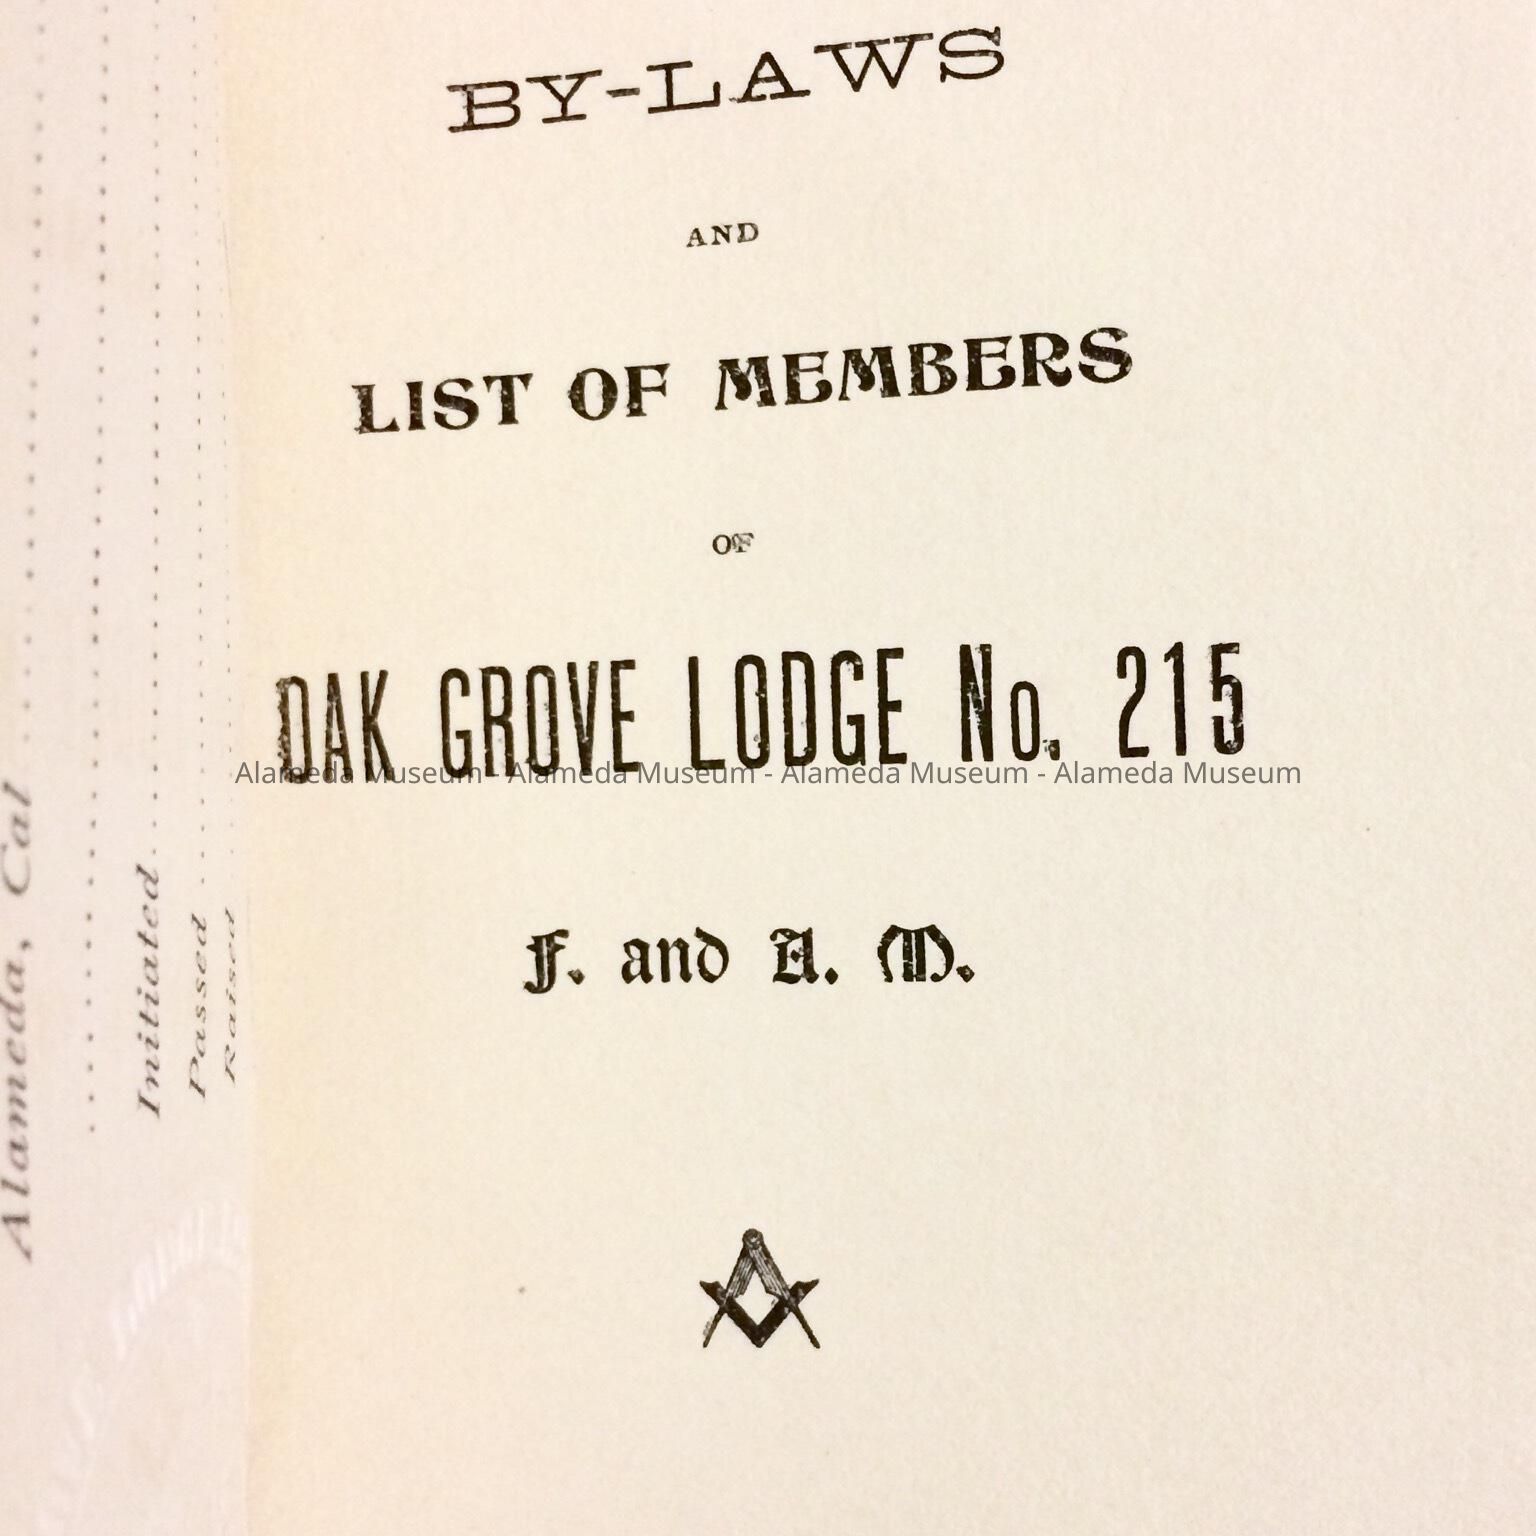 BY-LAWS
AND
LIST OF MEMBERS
OF
OAK GROVE LODGE No. 215
Alameda Museum - Alameda Museum - Alameda Museum - Alameda Museum
F. and A. M.
Alameda, Cal
Initiated
Passed
Raised